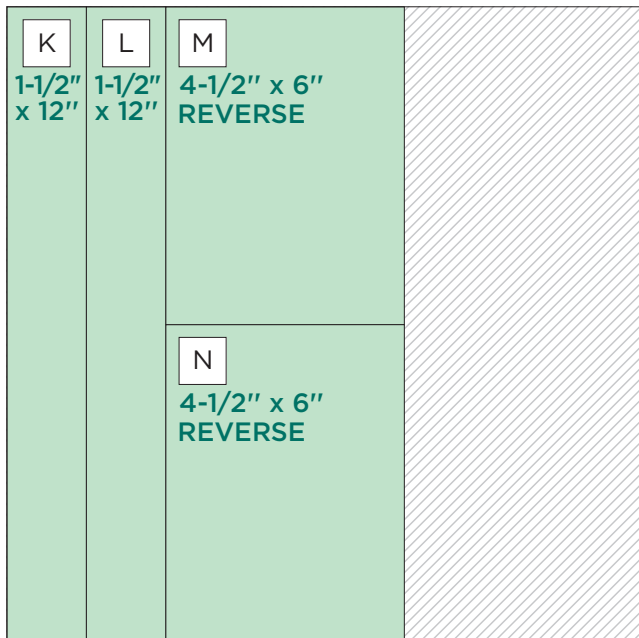 K
1-1/2"
x 12''
L
1-1/2"
x 12''
M
4-1/2'' x 6''
REVERSE
N
4-1/2'' x 6''
REVERSE